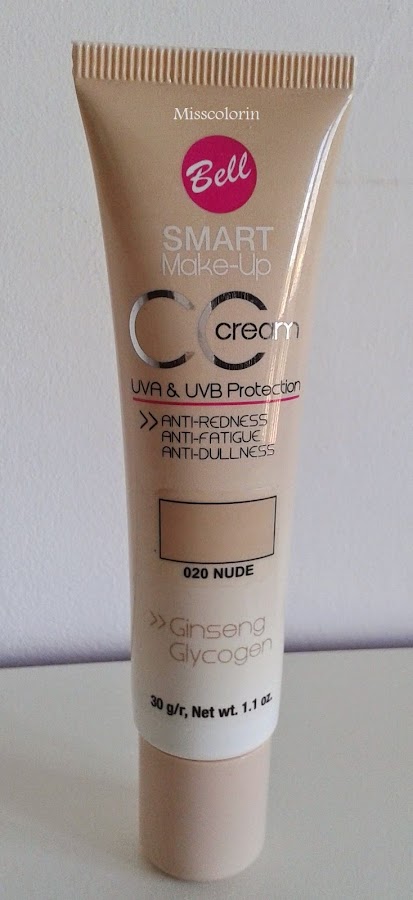 Misscolorin
Bell
SMART
Make-Up
CC cream
UVA & UVB Protection
>> ANTI-REDNESS
ANTI-FATIGUE
ANTI-DULLNESS
020 NUDE
>> Ginseng
Glycogen
30 g/r, Net wt. 1.1 oz.